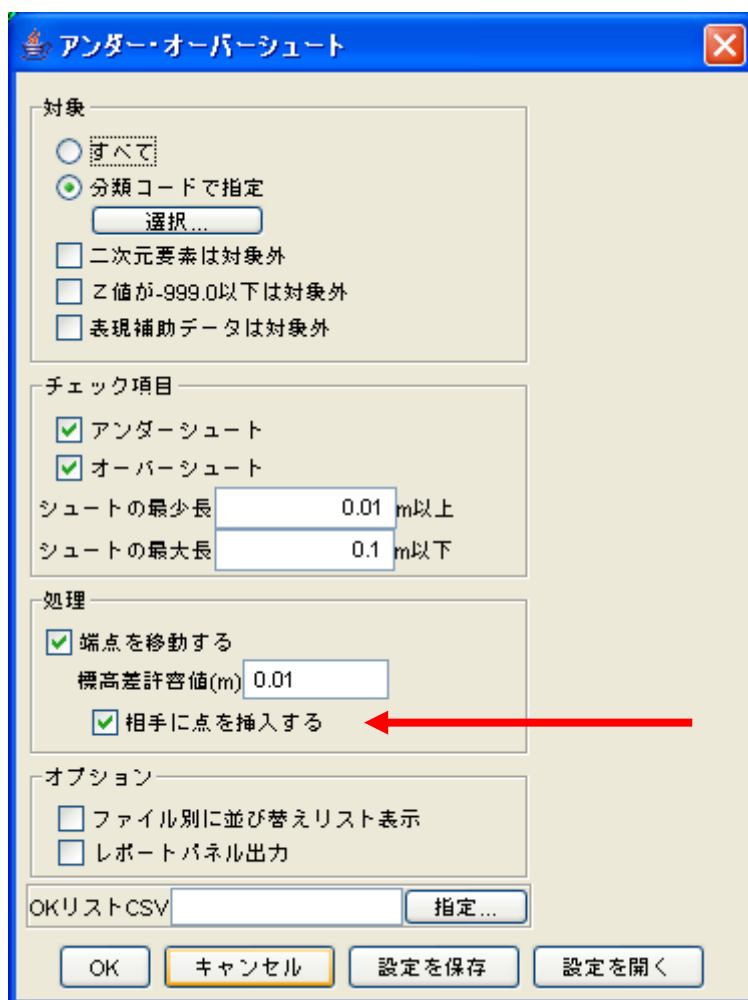 アンダー・オーバーシュート
対象
すべて
分類コードで指定
選択...
二次元要素は対象外
Z値が-999.0以下は対象外
表現補助データは対象外
チェック項目
アンダーシュート
オーバーシュート
シュートの最少長 0.01 m以上
シュートの最大長 0.1 m以下
処理
端点を移動する
標高差許容値(m) 0.01
相手に点を挿入する
オプション
ファイル別に並び替えリスト表示
レポートパネル出力
OKリストCSV 指定...
OK キャンセル 設定を保存 設定を開く